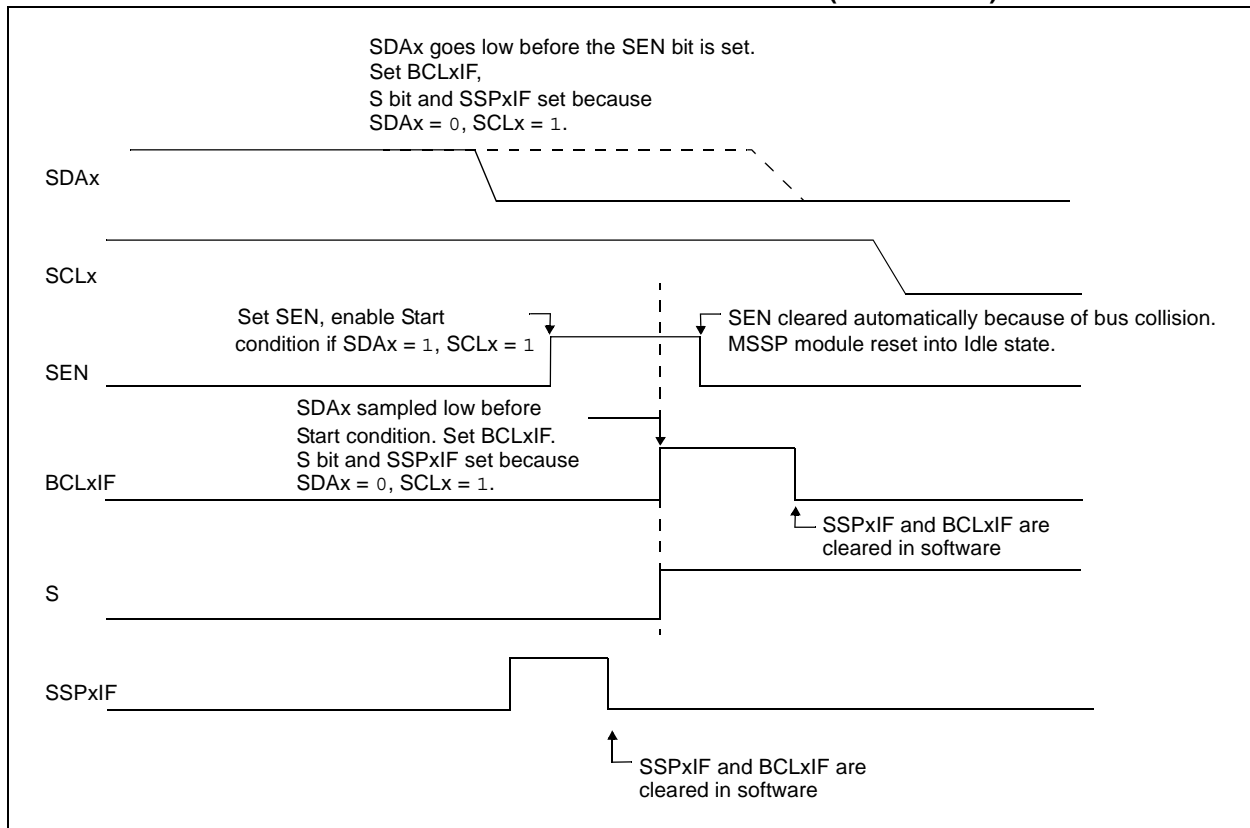 SDAx goes low before the SEN bit is set.
Set BCLxIF,
S bit and SSPxIF set because
SDAx = 0, SCLx = 1.
SDAx
SCLx
Set SEN, enable Start
condition if SDAx = 1, SCLx = 1
SEN cleared automatically because of bus collision.
MSSP module reset into Idle state.
SEN
SDAx sampled low before
Start condition. Set BCLxIF.
S bit and SSPxIF set because
SDAx = 0, SCLx = 1.
BCLxIF
SSPxIF and BCLxIF are
cleared in software
S
SSPxIF
SSPxIF and BCLxIF are
cleared in software